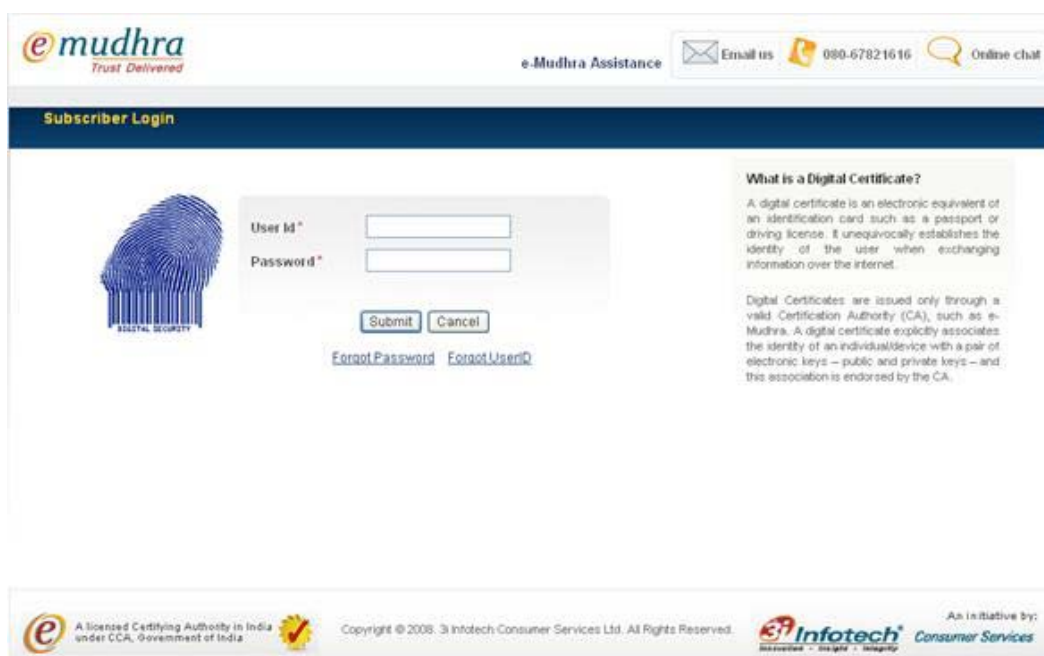 e mudhra
Trust Delivered
e-Mudhra Assistance
Email us
080-67821616
Online chat
Subscriber Login
User Id *
Password *
Submit
Cancel
Forgot Password
Forgot UserID
DIGITAL SECURITY
What is a Digital Certificate?
A digital certificate is an electronic equivalent of
an identification card such as a passport or
driving license. It unequivocally establishes the
identity of the user when exchanging
information over the internet.
Digital Certificates are issued only through a
valid Certification Authority (CA), such as e-
Mudhra. A digital certificate explicitly associates
the identity of an individual/device with a pair of
electronic keys – public and private keys – and
this association is endorsed by the CA.
e
A licensed Certifying Authority in India
under CCA, Government of India
Copyright © 2008. 3i Infotech Consumer Services Ltd. All Rights Reserved.
3i Infotech
Innovation - Insight - Integrity
An initiative by:
Consumer Services